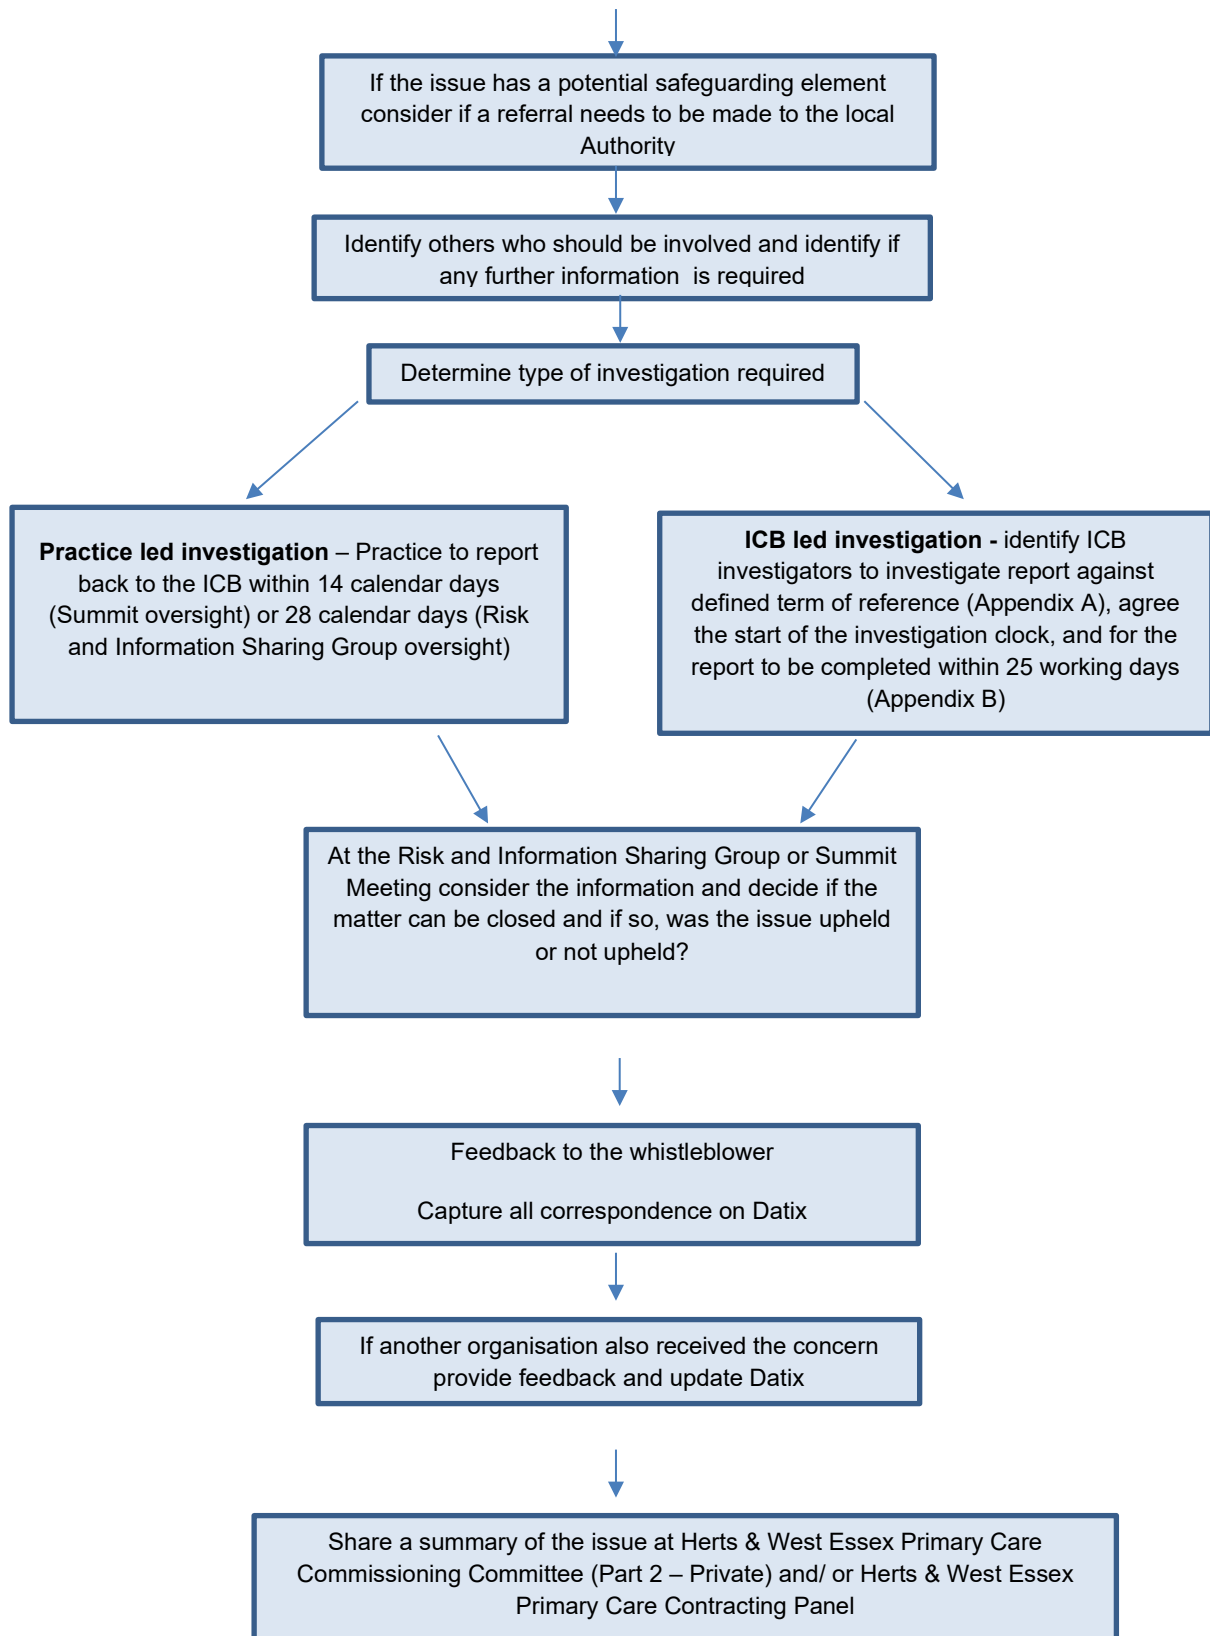 If the issue has a potential safeguarding element
consider if a referral needs to be made to the local
Authority
Identify others who should be involved and identify if
any further information  is required
Determine type of investigation required
Practice led investigation – Practice to report
back to the ICB within 14 calendar days
(Summit oversight) or 28 calendar days (Risk
and Information Sharing Group oversight)
ICB led investigation - identify ICB
investigators to investigate report against
defined term of reference (Appendix A), agree
the start of the investigation clock, and for the
report to be completed within 25 working days
(Appendix B)
At the Risk and Information Sharing Group or Summit
Meeting consider the information and decide if the
matter can be closed and if so, was the issue upheld
or not upheld?
Feedback to the whistleblower
Capture all correspondence on Datix
If another organisation also received the concern
provide feedback and update Datix
Share a summary of the issue at Herts & West Essex Primary Care
Commissioning Committee (Part 2 – Private) and/ or Herts & West Essex
Primary Care Contracting Panel